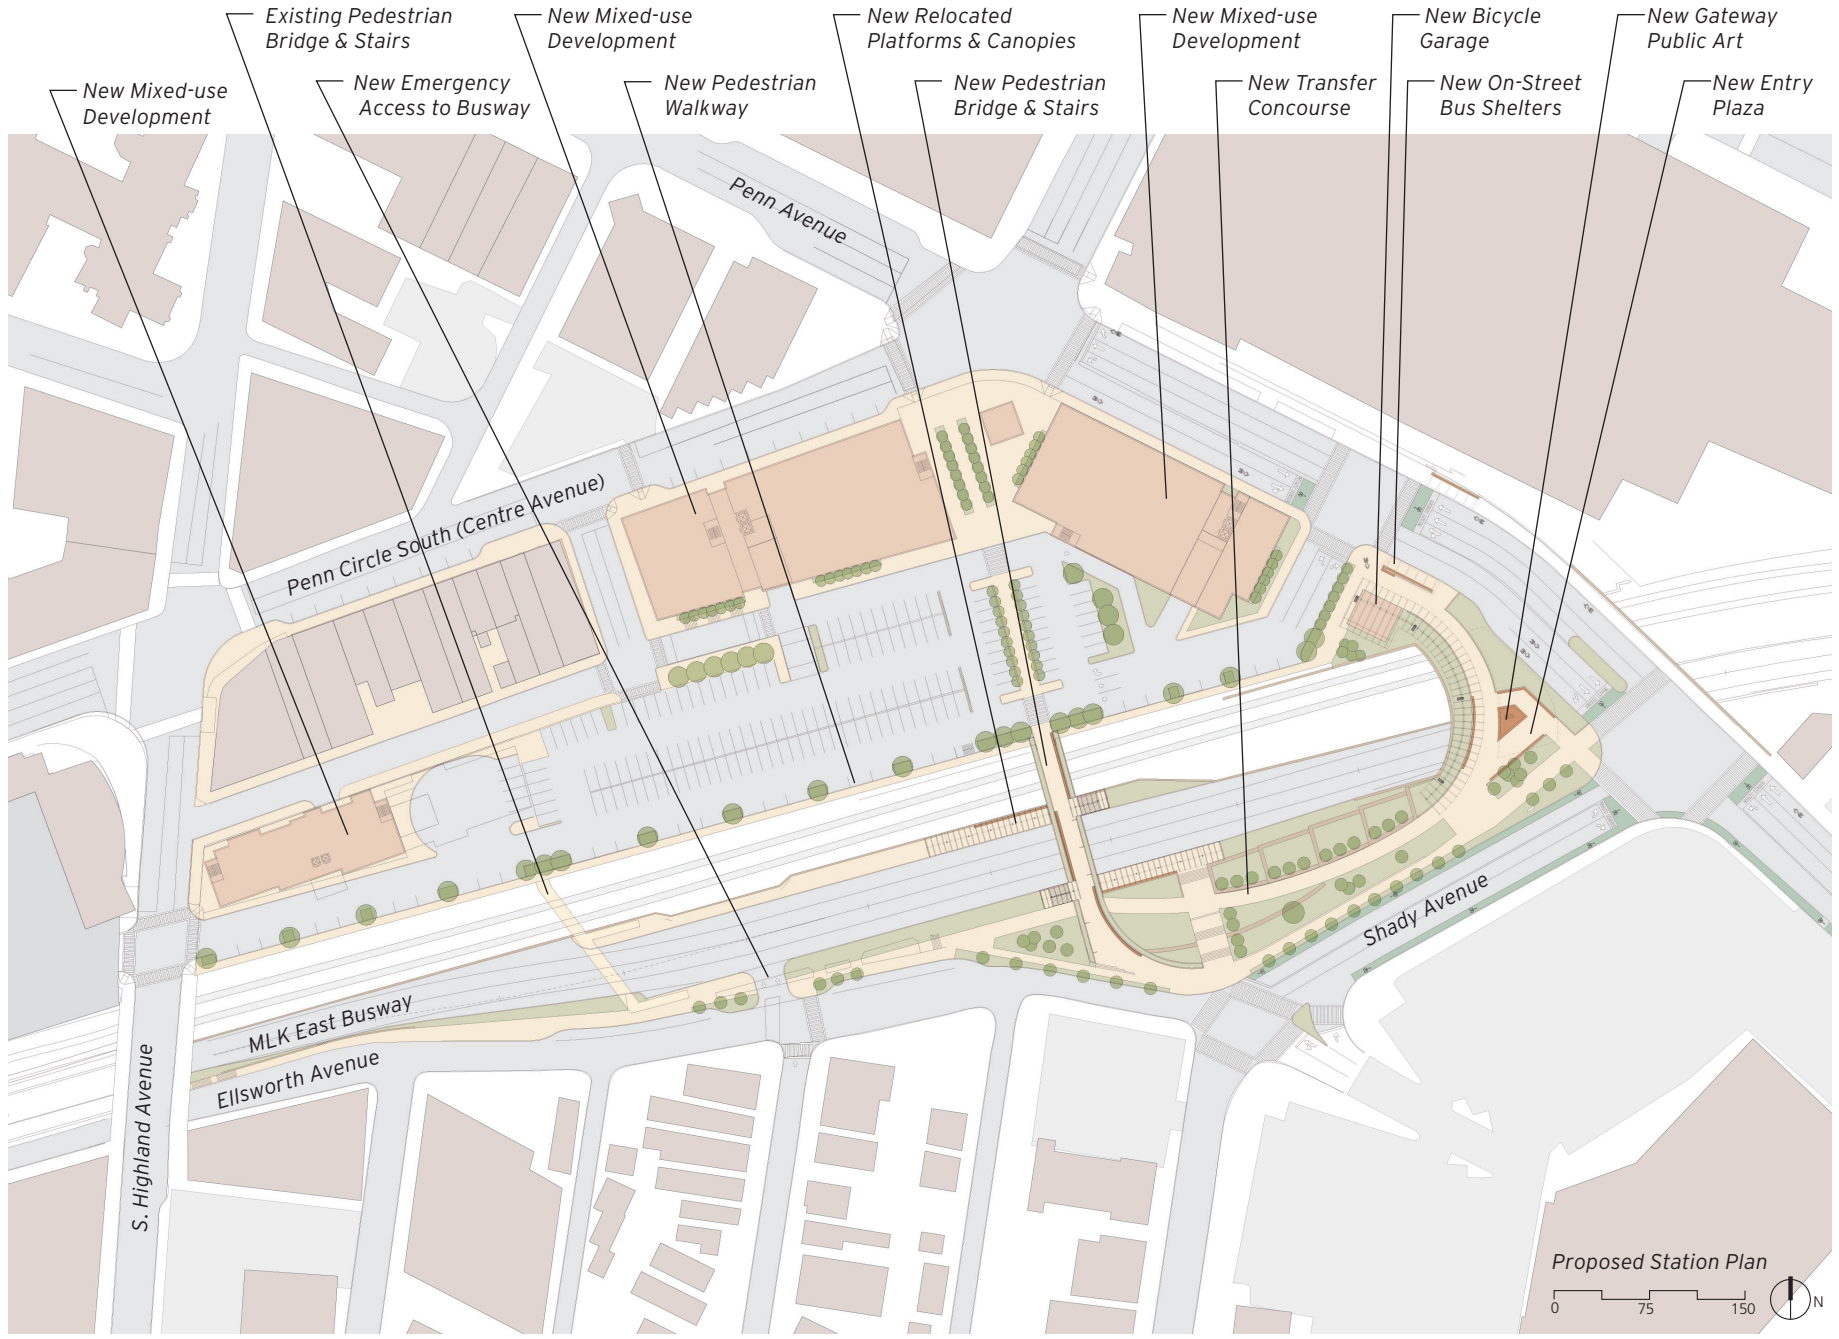 Existing Pedestrian
Bridge & Stairs
New Mixed-use
Development
New Relocated
Platforms & Canopies
New Mixed-use
Development
New Bicycle
Garage
New Gateway
Public Art
New Mixed-use
Development
New Emergency
Access to Busway
New Pedestrian
Walkway
New Pedestrian
Bridge & Stairs
New Transfer
Concourse
New On-Street
Bus Shelters
New Entry
Plaza
Penn Avenue
Penn Circle South (Centre Avenue)
Shady Avenue
MLK East Busway
Ellsworth Avenue
S. Highland Avenue
Proposed Station Plan
0 75 150
N